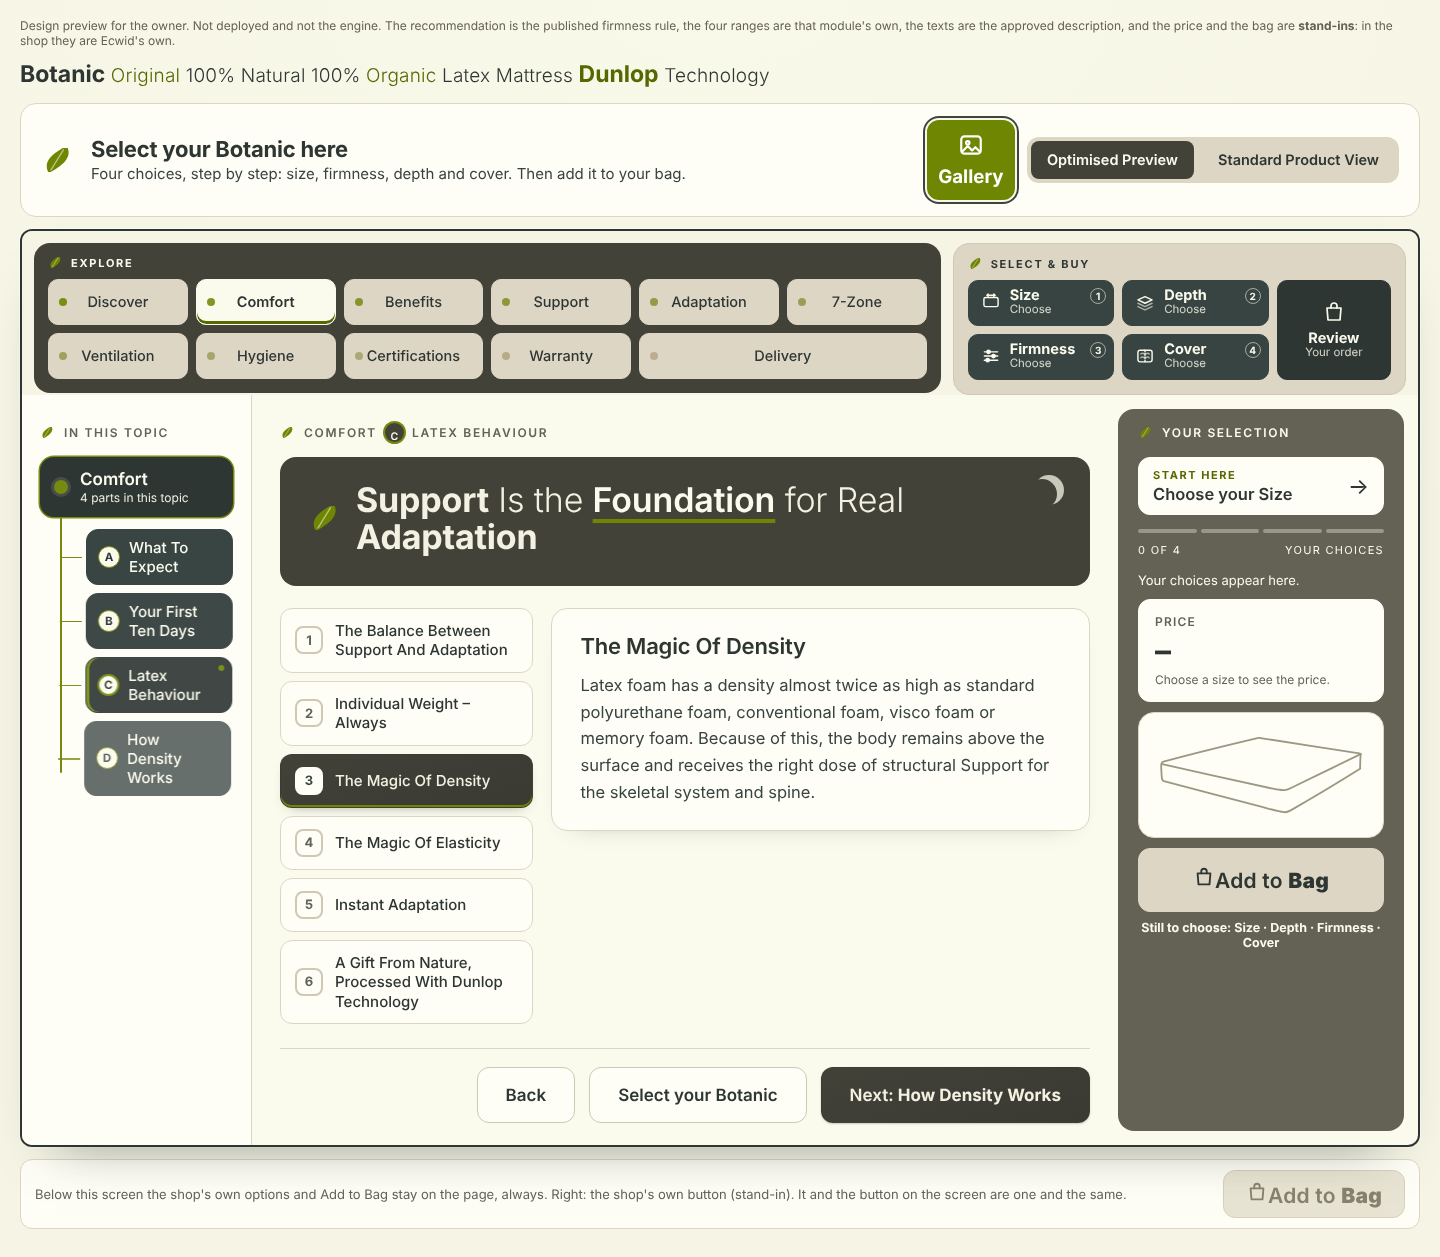 Design preview for the owner. Not deployed and not the engine. The recommendation is the published firmness rule, the four ranges are that module's own, the texts are the approved description, and the price and the bag are stand-ins: in the
shop they are Ecwid's own.
Botanic Original 100% Natural 100% Organic Latex Mattress Dunlop Technology
Select your Botanic here
Four choices, step by step: size, firmness, depth and cover. Then add it to your bag.
Gallery
Optimised Preview
Standard Product View
EXPLORE
Discover
Comfort
Benefits
Support
Adaptation
7-Zone
Ventilation
Hygiene
Certifications
Warranty
Delivery
SELECT & BUY
Size
Choose
1
Depth
Choose
2
Firmness
Choose
3
Cover
Choose
4
Review
Your order
IN THIS TOPIC
Comfort
4 parts in this topic
A
What To
Expect
B
Your First
Ten Days
C
Latex
Behaviour
D
How
Density
Works
COMFORT C LATEX BEHAVIOUR
Support Is the Foundation for Real
Adaptation
1
The Balance Between
Support And Adaptation
2
Individual Weight –
Always
3
The Magic Of Density
4
The Magic Of Elasticity
5
Instant Adaptation
6
A Gift From Nature,
Processed With Dunlop
Technology
The Magic Of Density
Latex foam has a density almost twice as high as standard
polyurethane foam, conventional foam, visco foam or
memory foam. Because of this, the body remains above the
surface and receives the right dose of structural Support for
the skeletal system and spine.
Back
Select your Botanic
Next: How Density Works
YOUR SELECTION
START HERE
Choose your Size
0 OF 4
YOUR CHOICES
Your choices appear here.
PRICE
–
Choose a size to see the price.
Add to Bag
Still to choose: Size · Depth · Firmness ·
Cover
Below this screen the shop's own options and Add to Bag stay on the page, always. Right: the shop's own button (stand-in). It and the button on the screen are one and the same.
Add to Bag